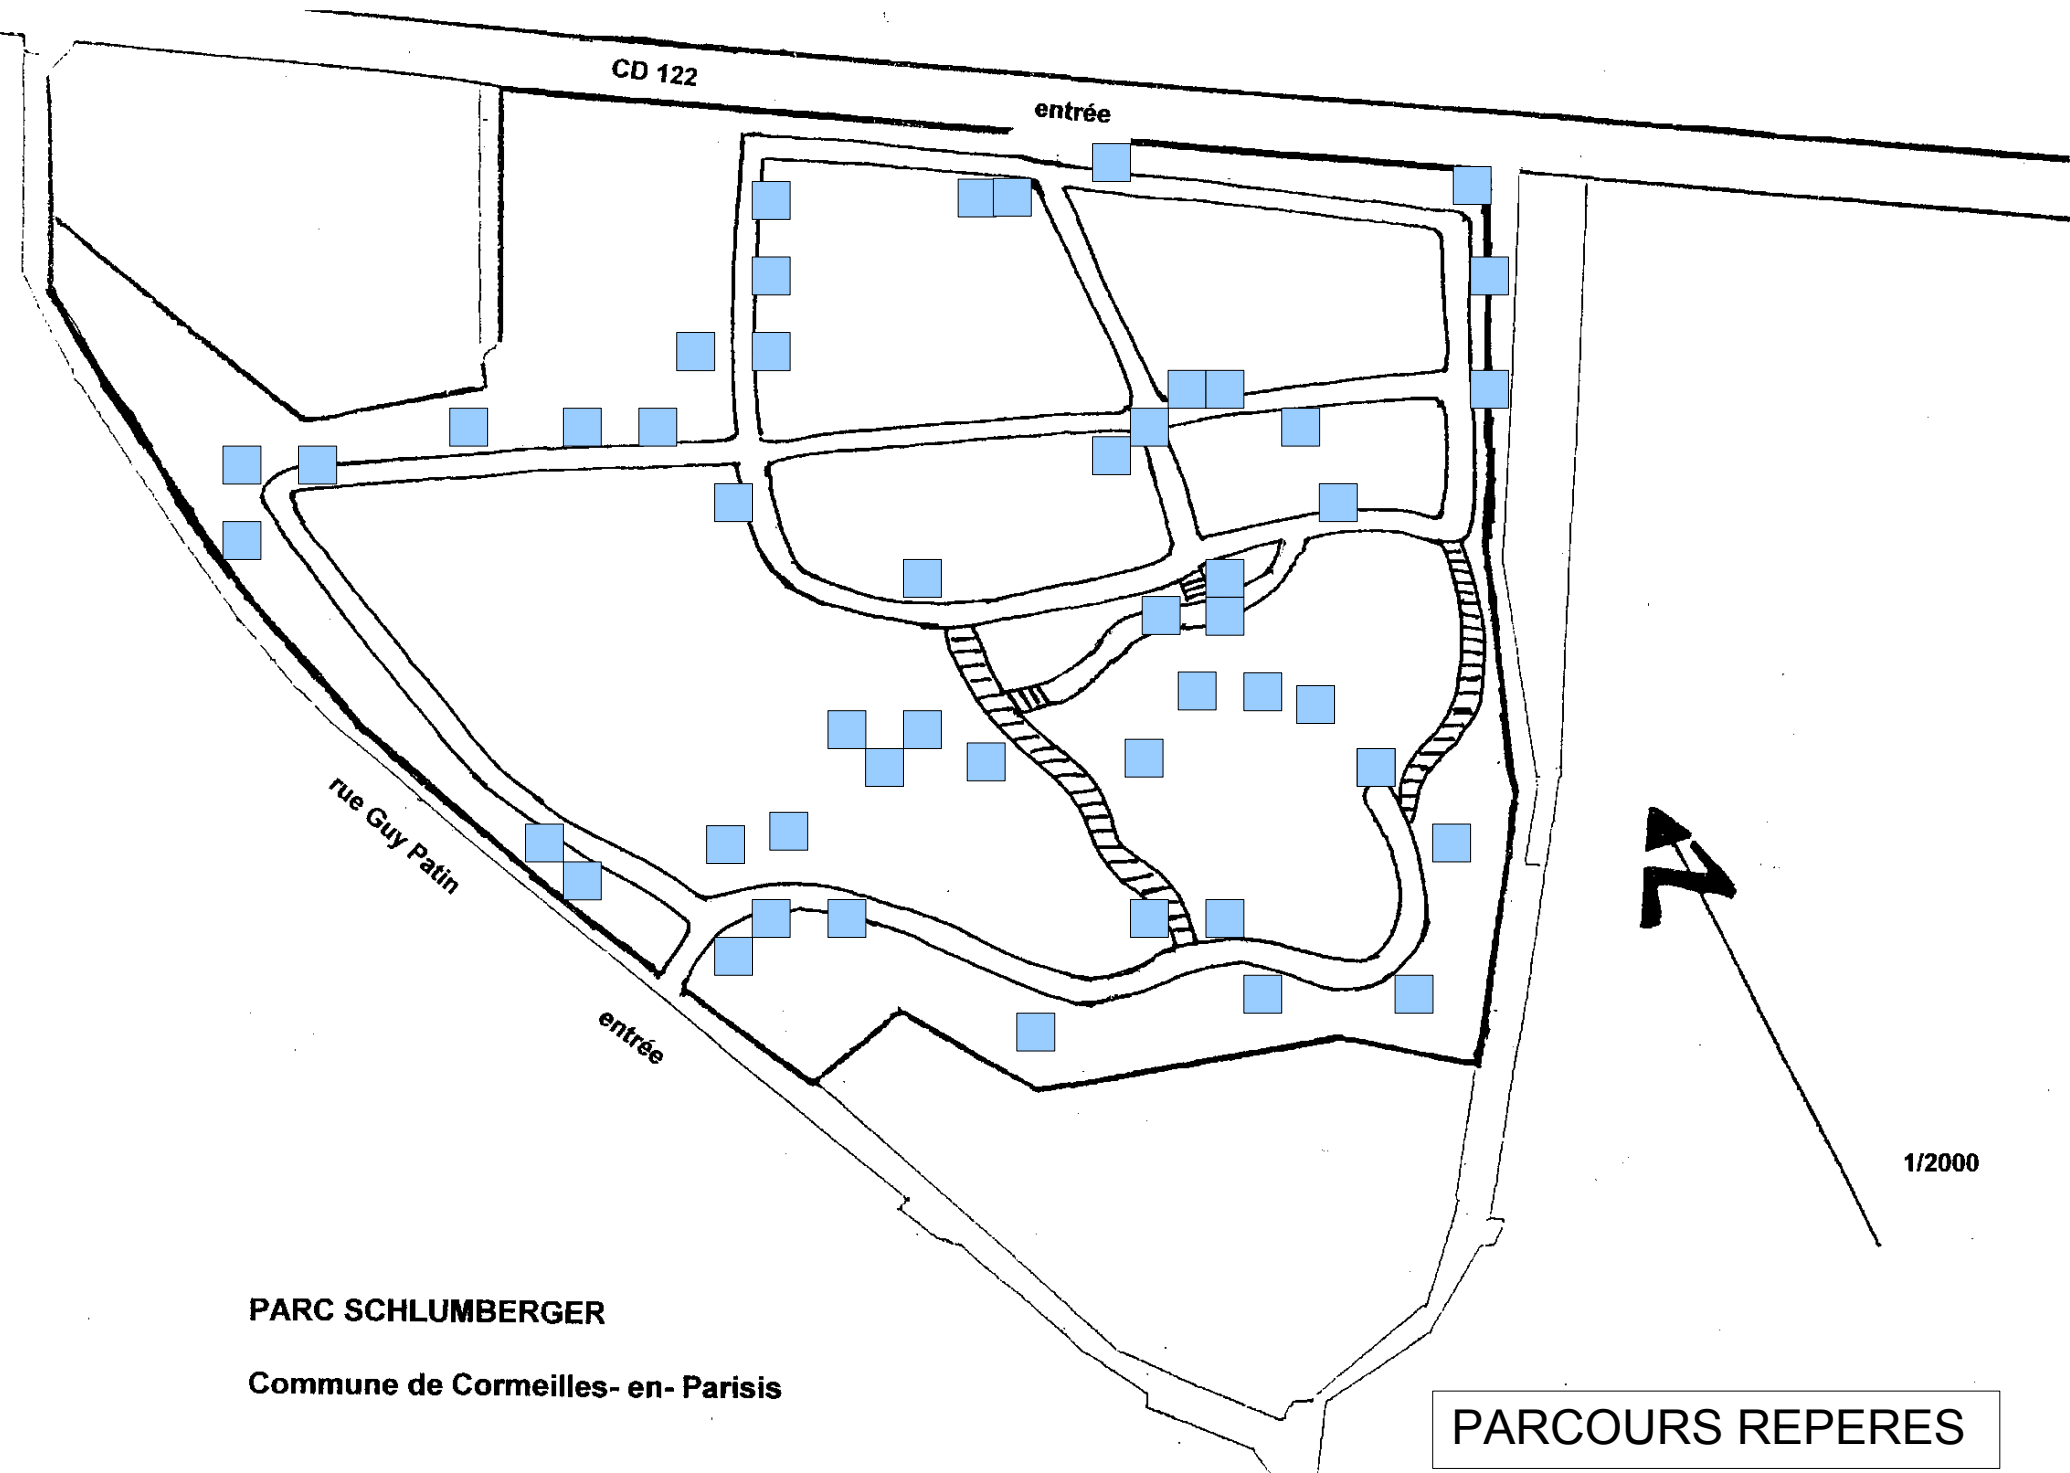 CD 122
entrée
rue Guy Patin
entrée
N
1/2000
PARC SCHLUMBERGER
Commune de Cormeilles- en- Parisis
PARCOURS REPERES